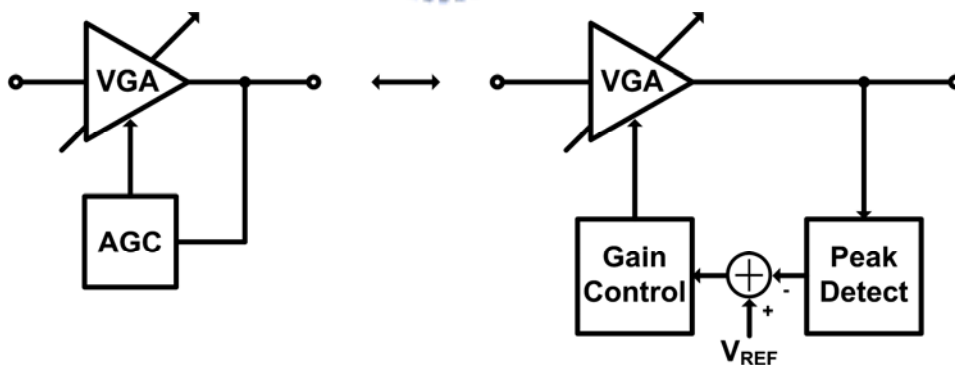 VGA
AGC
VGA
Gain
Control
+
-
Peak
Detect
VREF